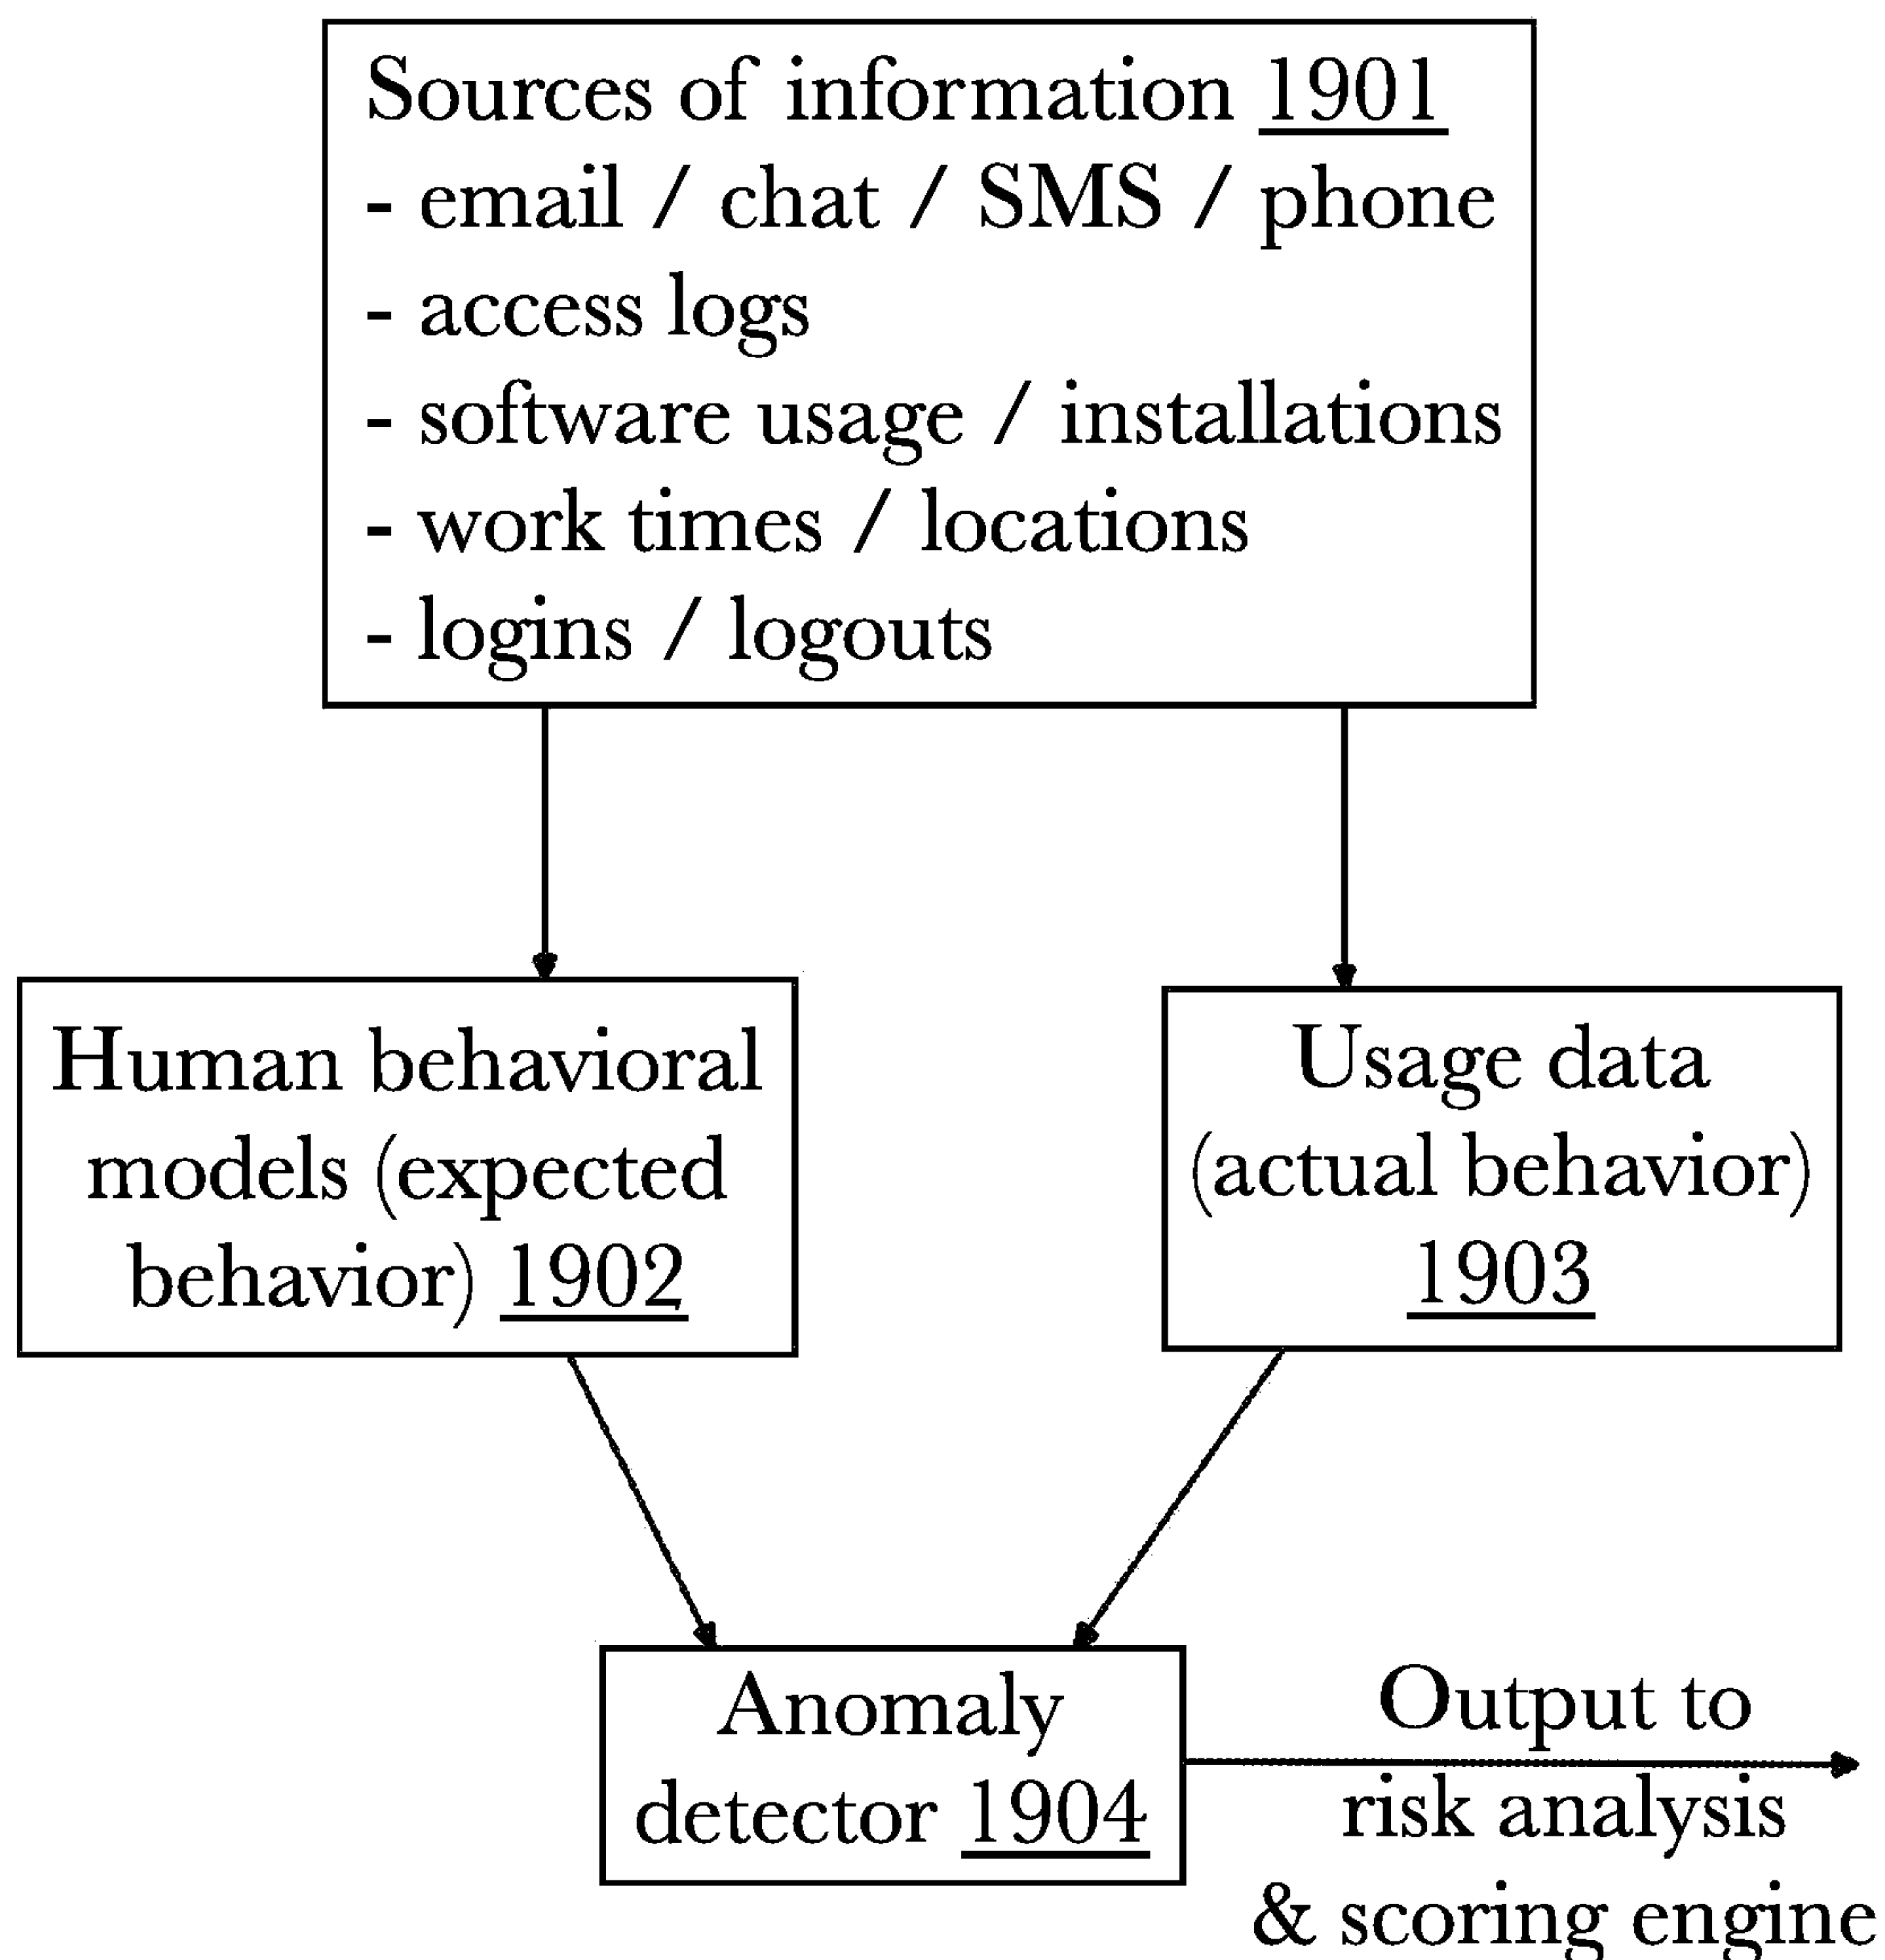 Sources of information 1901
- email / chat / SMS / phone
- access logs
- software usage / installations
- work times / locations
- logins / logouts
Human behavioral
models (expected
behavior) 1902
Usage data
(actual behavior)
1903
Anomaly
detector 1904
Output to
risk analysis
& scoring engine